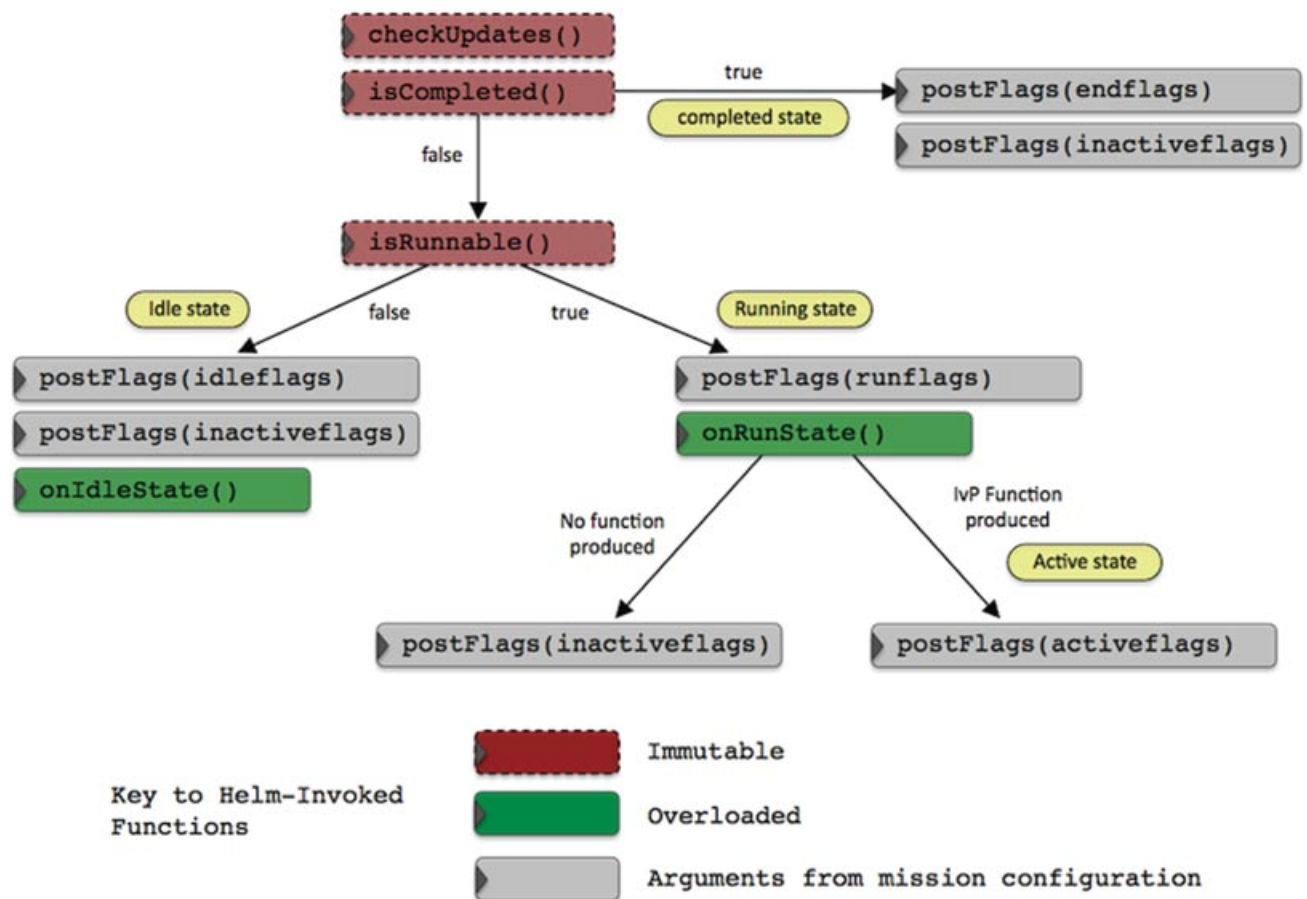 checkUpdates()
isCompleted()
true
completed state
postFlags(endflags)
postFlags(inactiveflags)
false
isRunnable()
Idle state
false
true
Running state
postFlags(idleflags)
postFlags(inactiveflags)
onIdleState()
postFlags(runflags)
onRunState()
No function
produced
IvP Function
produced
Active state
postFlags(inactiveflags)
postFlags(activeflags)
Key to Helm-Invoked
Functions
Immutable
Overloaded
Arguments from mission configuration